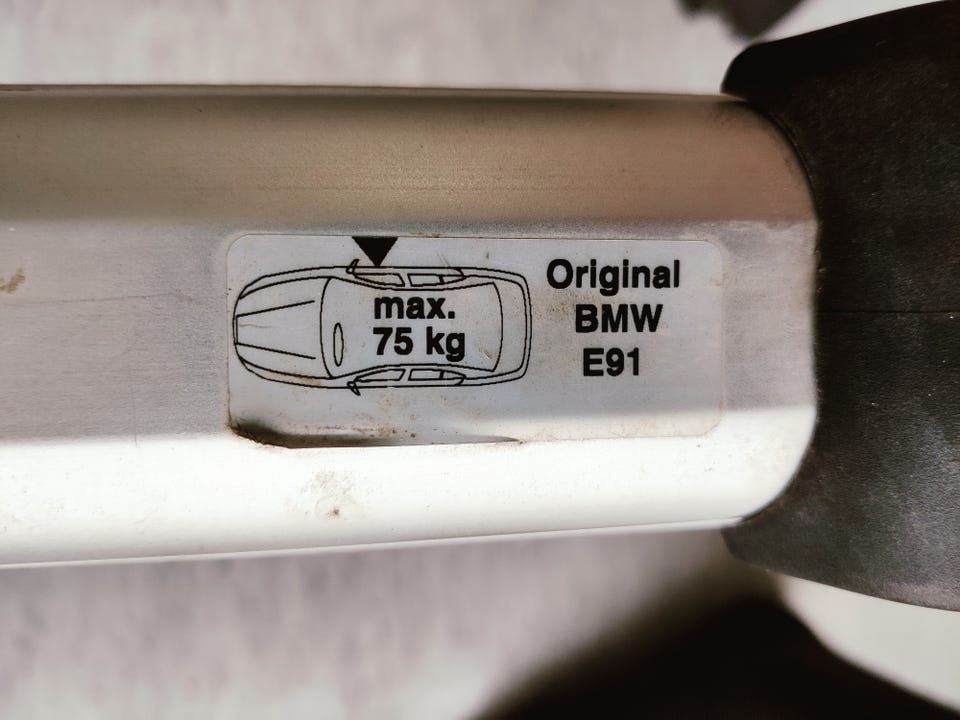 max.
75 kg
Original
BMW
E91